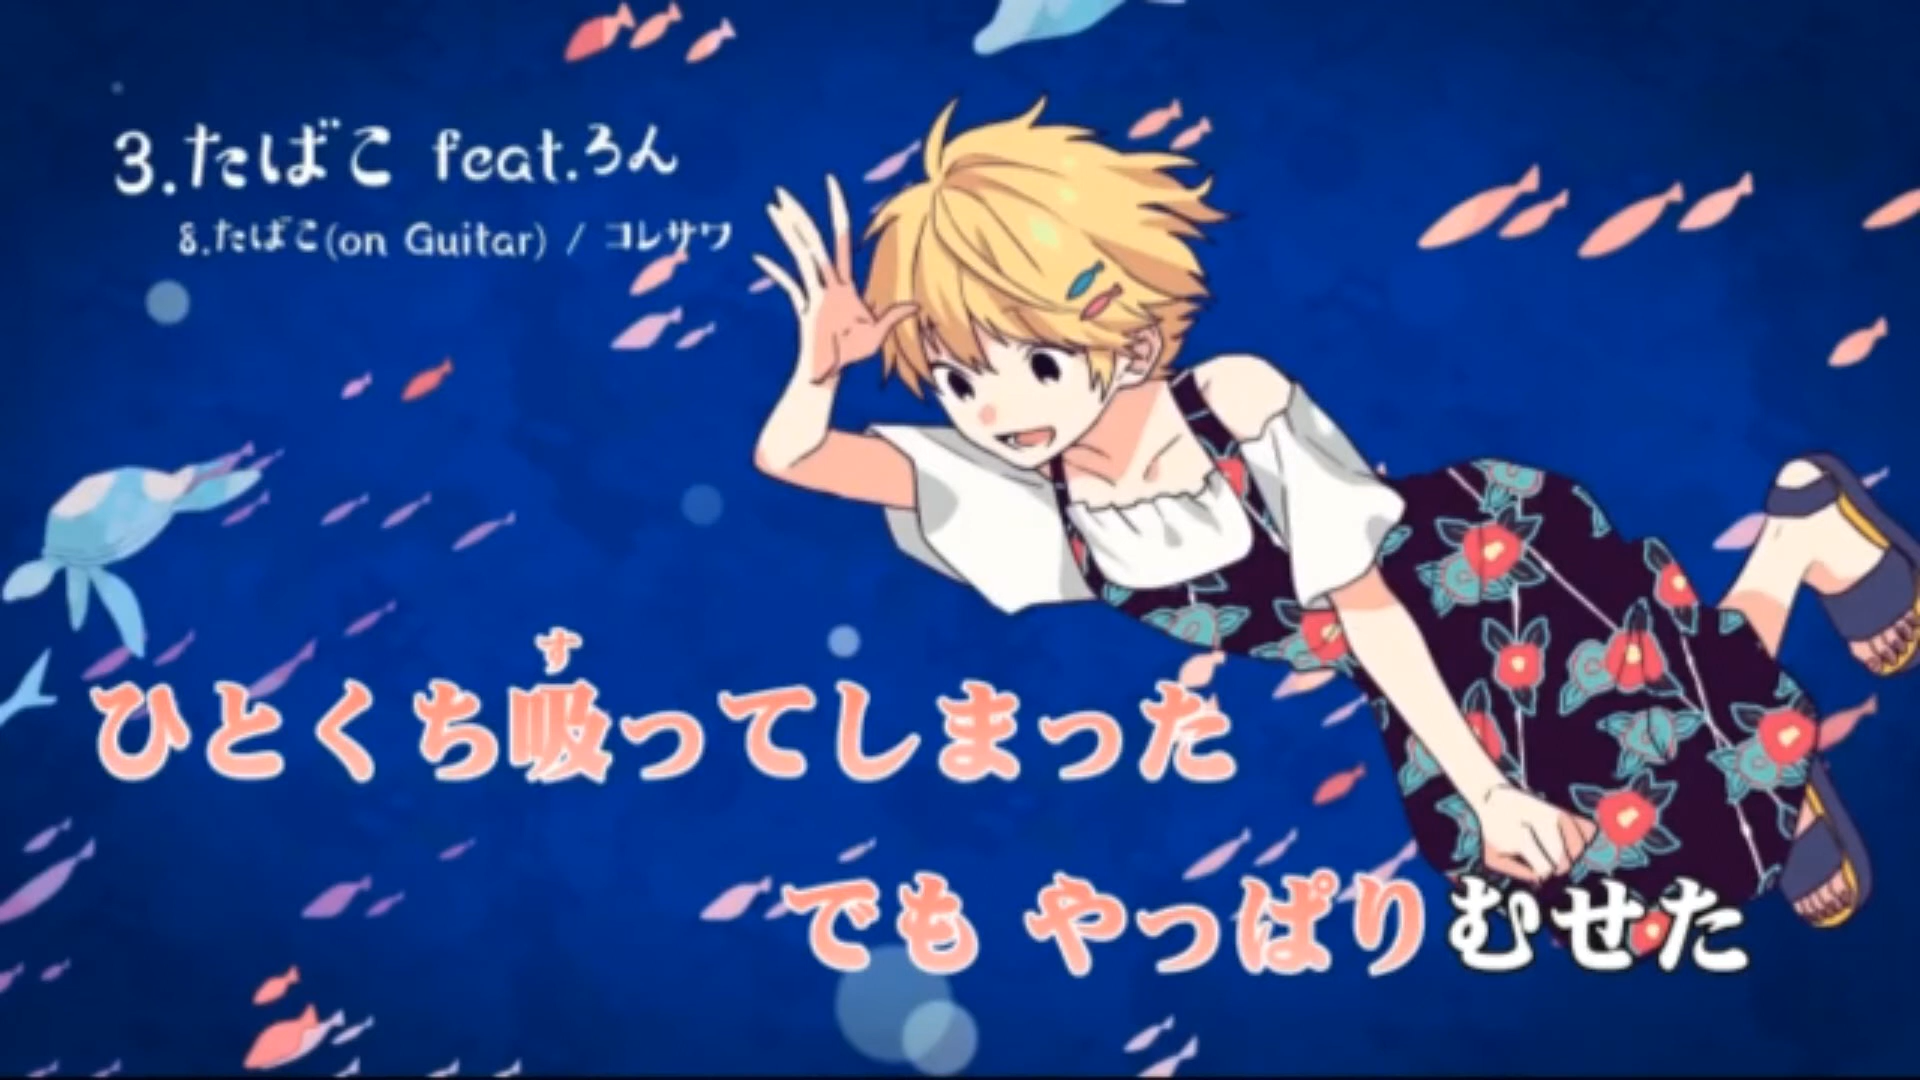 3.たばこ feat.ろん
8.たばこ(on Guitar) / コレサワ
す
ひとくち吸ってしまった
でも やっぱりむせた